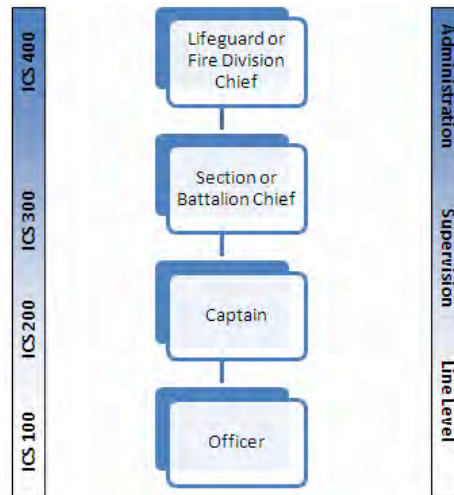 ICS 400
Lifeguard or
Fire Division
Chief
Administration
ICS 300
Section or
Battalion Chief
Supervision
ICS 200
Captain
Line Level
ICS 100
Officer